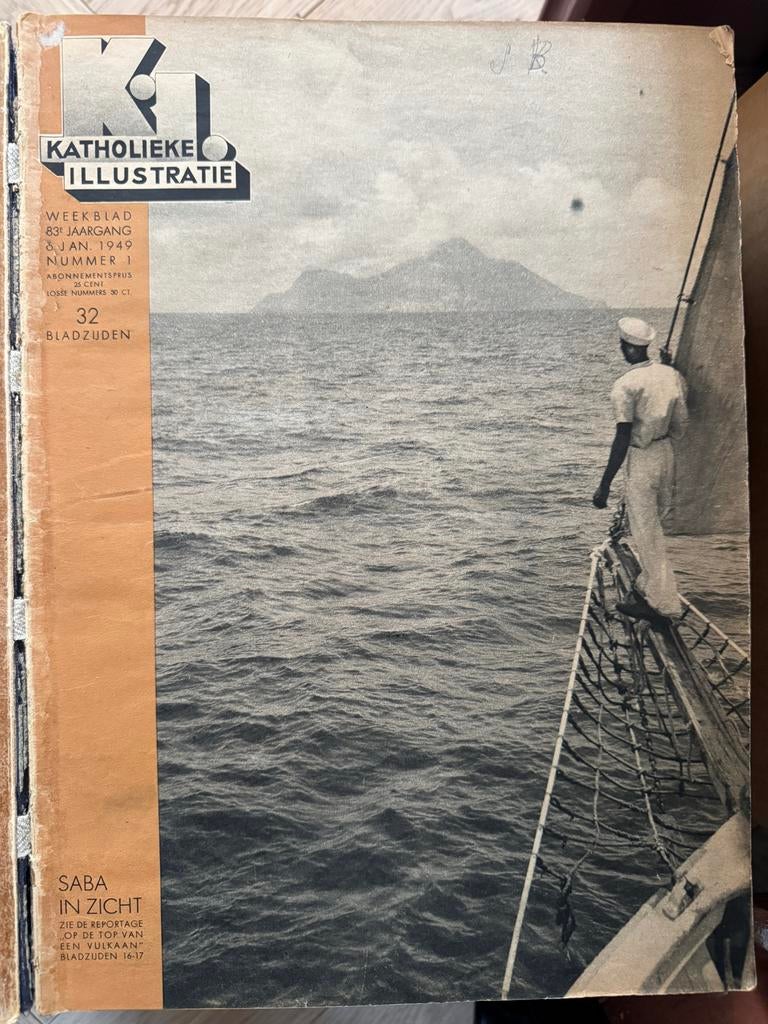 K.I.
KATHOLIEKE
ILLUSTRATIE
WEEKBLAD
83E JAARGANG
6 JAN. 1949
NUMMER 1
ABONNEMENTSPRIJS
25 CENT
LOSSE NUMMERS 30 CT.
32
BLADZIJDEN
SABA
IN ZICHT
ZIE DE REPORTAGE
„OP DE TOP VAN
EEN VULKAAN”
BLADZIJDEN 16-17